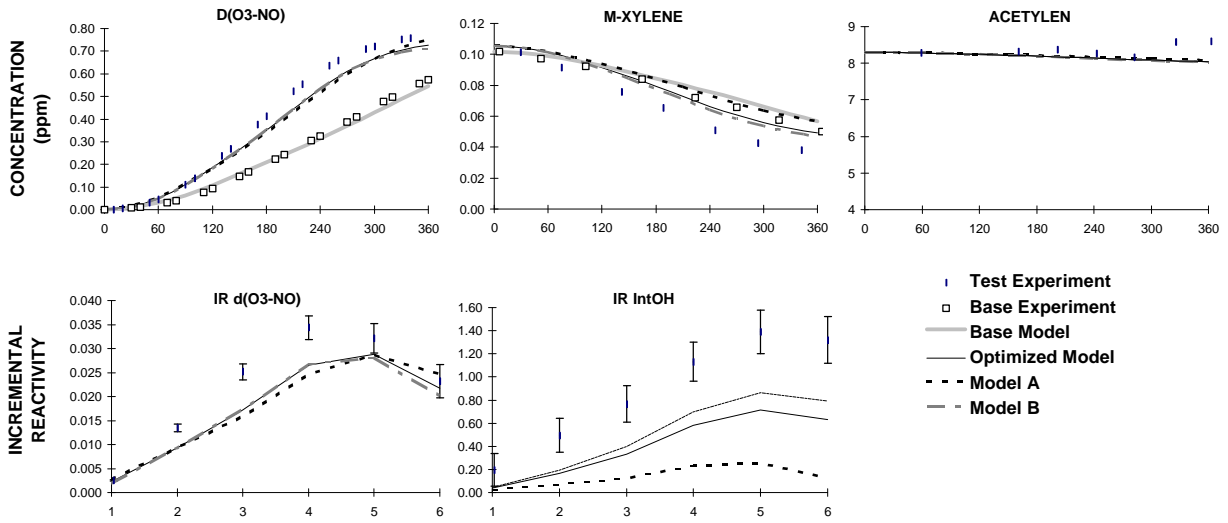 D(O3-NO)
0.80
0.70
0.60
0.50
0.40
0.30
0.20
0.10
0.00
0 60 120 180 240 300 360
CONCENTRATION
(ppm)
M-XYLENE
0.12
0.10
0.08
0.06
0.04
0.02
0.00
0 60 120 180 240 300 360
ACETYLEN
9
8
7
6
5
4
0 60 120 180 240 300 360
IR d(O3-NO)
0.040
0.035
0.030
0.025
0.020
0.015
0.010
0.005
0.000
1 2 3 4 5 6
INCREMENTAL
REACTIVITY
IR IntOH
1.60
1.40
1.20
1.00
0.80
0.60
0.40
0.20
0.00
1 2 3 4 5 6
Test Experiment
Base Experiment
Base Model
Optimized Model
Model A
Model B